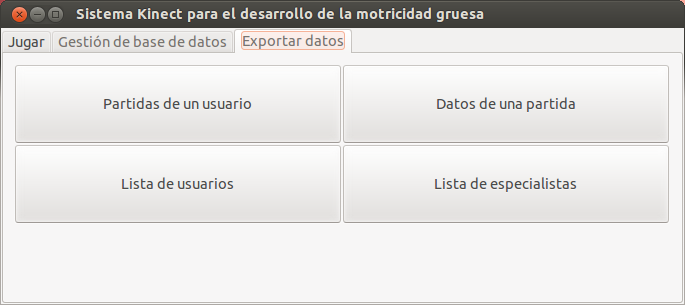 Sistema Kinect para el desarrollo de la motricidad gruesa
Jugar Gestión de base de datos Exportar datos
Partidas de un usuario Datos de una partida
Lista de usuarios Lista de especialistas